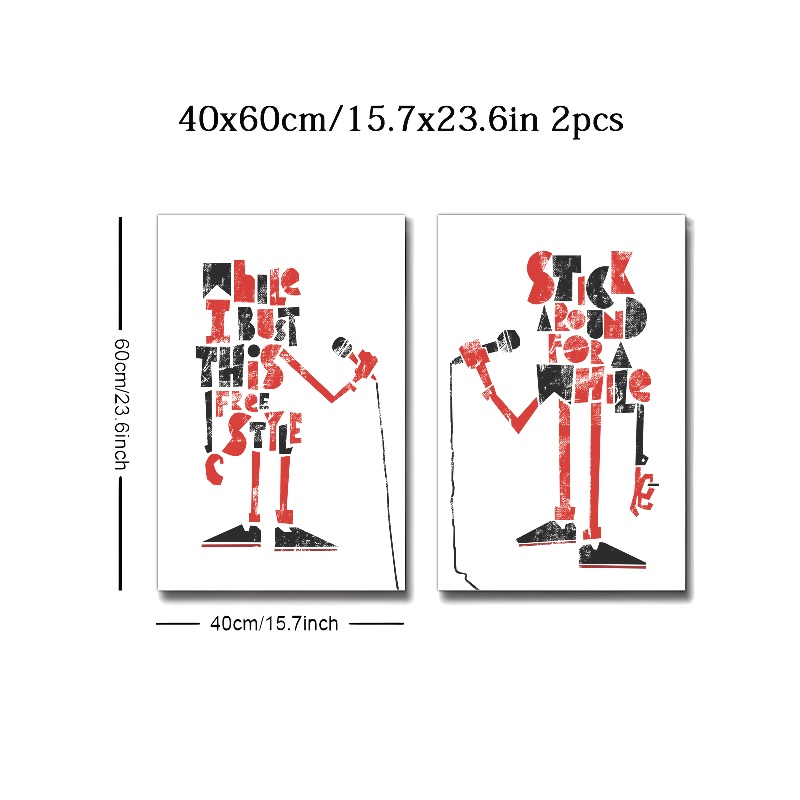 40x60cm/15.7x23.6in 2pcs
While
I BUST
THiS
FREE
STYLE
STICK
AROUND
FOR A
WHILE
60cm/23.6inch
40cm/15.7inch